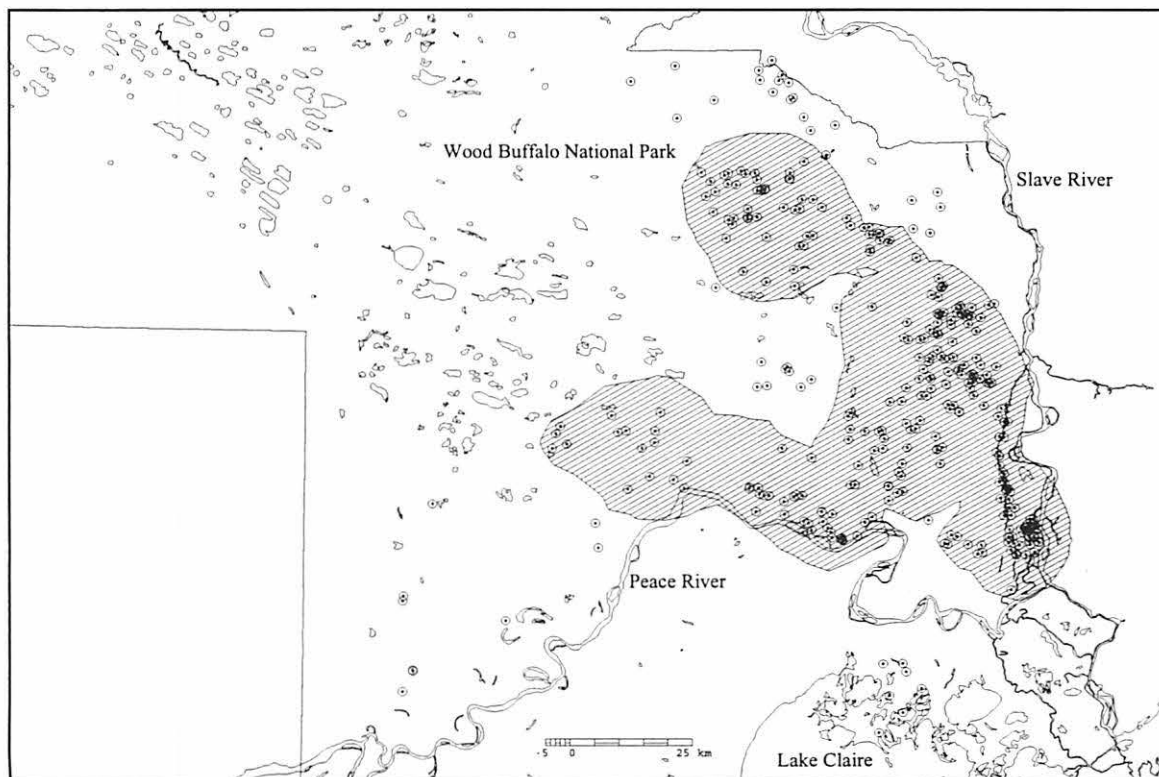 Wood Buffalo National Park
Slave River
Peace River
-5 0 25 km
Lake Claire